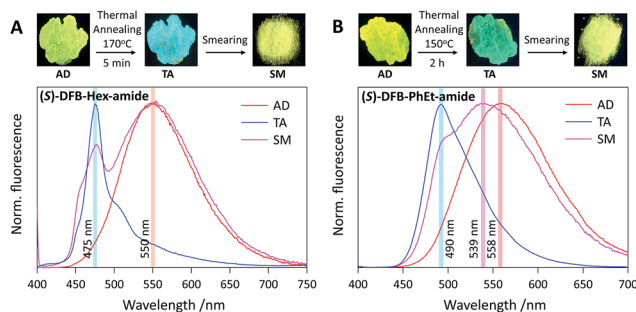 A
Thermal
Annealing
170°C
5 min
Smearing
AD
TA
SM
(S)-DFB-Hex-amide
AD
TA
SM
475 nm
550 nm
Norm. fluorescence
400 450 500 550 600 650 700 750
Wavelength /nm
B
Thermal
Annealing
150°C
2 h
Smearing
AD
TA
SM
(S)-DFB-PhEt-amide
AD
TA
SM
490 nm
539 nm
558 nm
Norm. fluorescence
400 450 500 550 600 650 700
Wavelength /nm